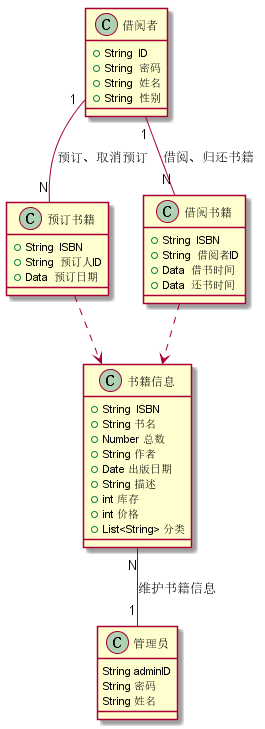 C 借阅者
String ID
String 密码
String 姓名
String 性别
1
1
预订、取消预订
借阅、归还书籍
N
N
C 预订书籍
String ISBN
String 预订人ID
Data 预订日期
C 借阅书籍
String ISBN
String 借阅者ID
Data 借书时间
Data 还书时间
C 书籍信息
String ISBN
String 书名
Number 总数
String 作者
Date 出版日期
String 描述
int 库存
int 价格
List<String> 分类
N
维护书籍信息
1
C 管理员
String adminID
String 密码
String 姓名